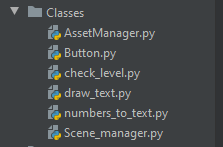 Classes
AssetManager.py
Button.py
check_level.py
draw_text.py
numbers_to_text.py
Scene_manager.py